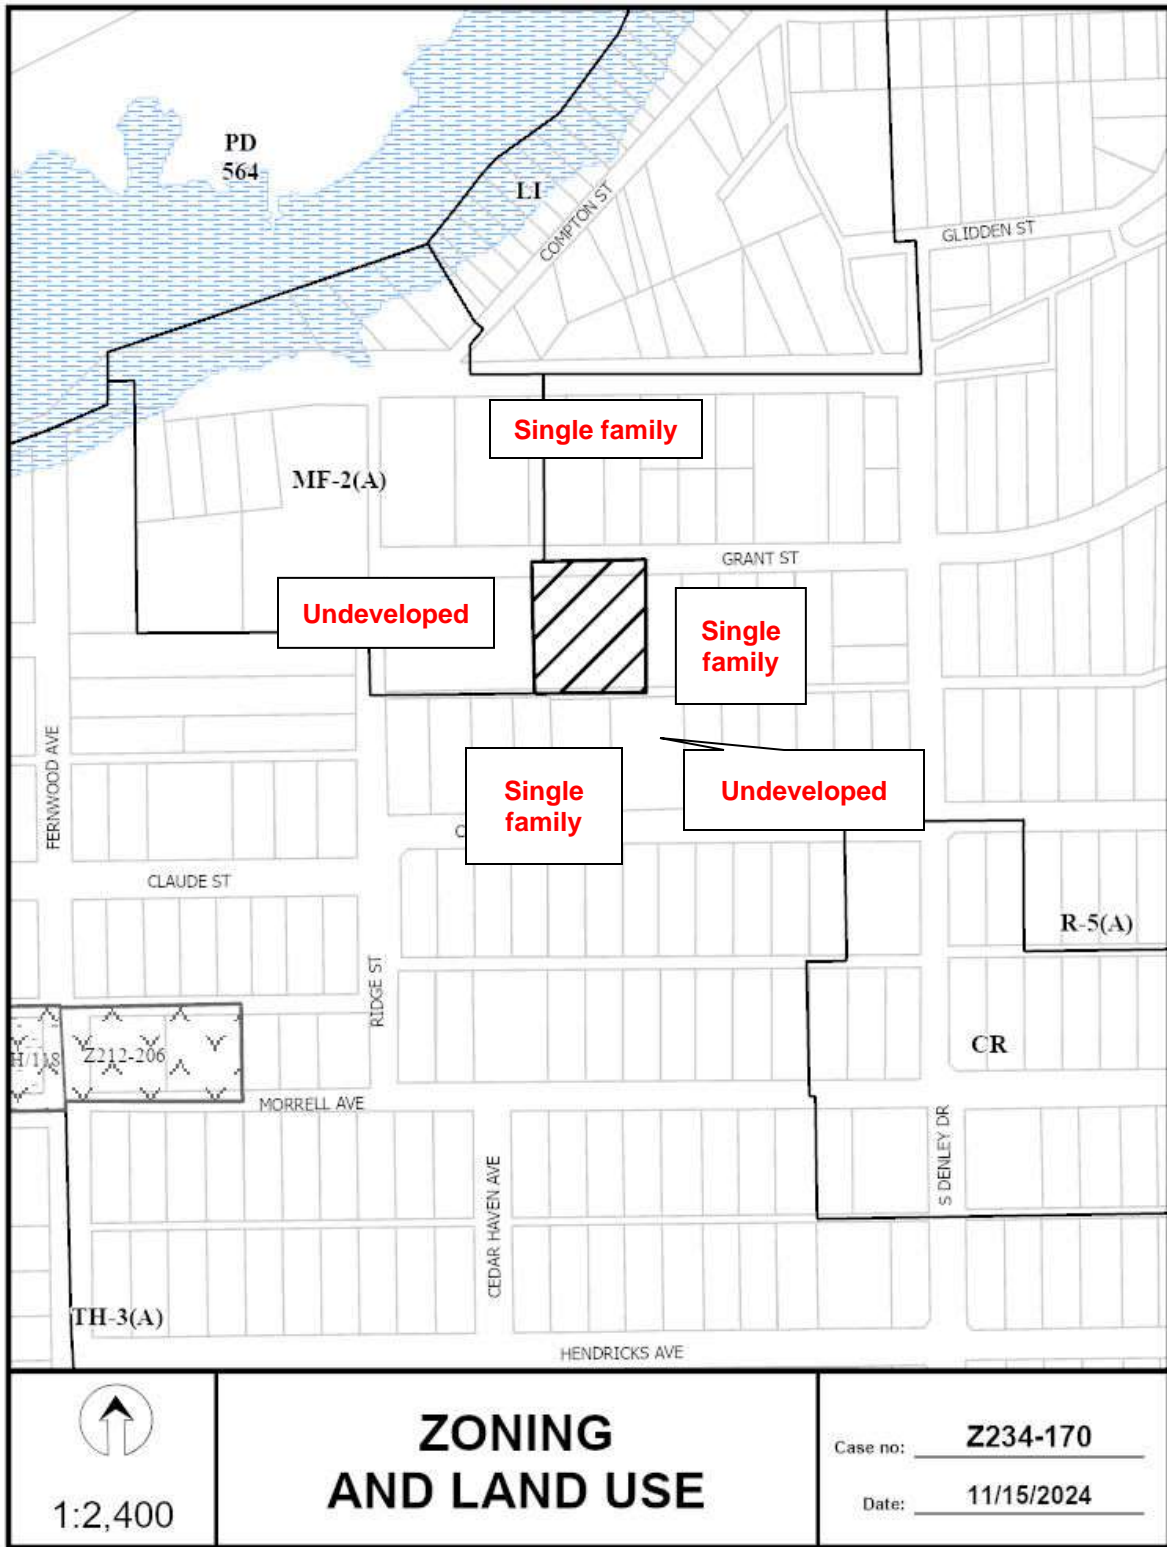 PD
564
LI
COMPTON ST
GLIDDEN ST
Single family
MF-2(A)
GRANT ST
Undeveloped
Single
family
FERNWOOD AVE
Single
family
Undeveloped
C
CLAUDE ST
R-5(A)
RIDGE ST
H/118
Z212-206
CR
MORRELL AVE
S DENLEY DR
CEDAR HAVEN AVE
TH-3(A)
HENDRICKS AVE
1:2,400
ZONING
AND LAND USE
Case no: Z234-170
Date: 11/15/2024